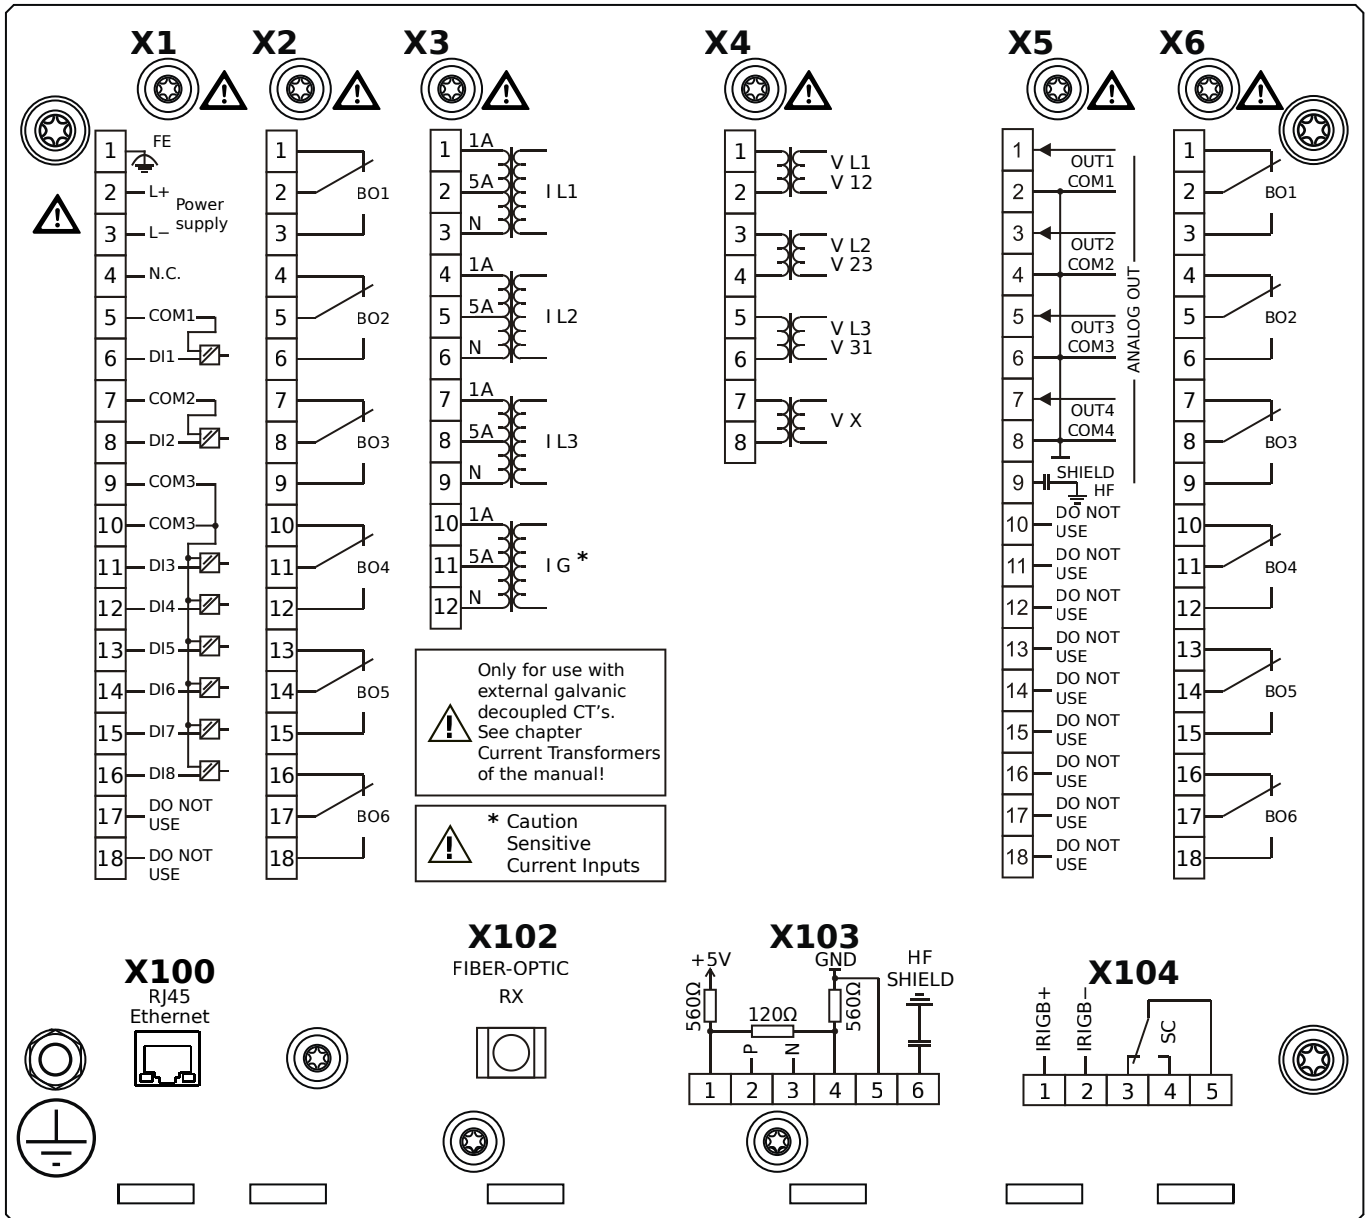 X1
X2
X3
X4
X5
X6
1 FE
2 L+
Power
supply
3 L−
4 N.C.
5 COM1
6 DI1
7 COM2
8 DI2
9 COM3
10 COM3
11 DI3
12 DI4
13 DI5
14 DI6
15 DI7
16 DI8
17 DO NOT
USE
18 DO NOT
USE
1
2 BO1
3
4
5 BO2
6
7
8 BO3
9
10
11 BO4
12
13
14 BO5
15
16
17 BO6
18
1 1A
2 5A I L1
3 N
4 1A
5 5A I L2
6 N
7 1A
8 5A I L3
9 N
10 1A
11 5A I G *
12 N
Only for use with
external galvanic
decoupled CT's.
See chapter
Current Transformers
of the manual!
* Caution
Sensitive
Current Inputs
1 V L1
2 V 12
3 V L2
4 V 23
5 V L3
6 V 31
7 V X
8
1 OUT1
2 COM1
3 OUT2
4 COM2
5 OUT3
6 COM3
7 OUT4
8 COM4
ANALOG OUT
9 SHIELD
HF
10 DO NOT
USE
11 DO NOT
USE
12 DO NOT
USE
13 DO NOT
USE
14 DO NOT
USE
15 DO NOT
USE
16 DO NOT
USE
17 DO NOT
USE
18 DO NOT
USE
1
2 BO1
3
4
5 BO2
6
7
8 BO3
9
10
11 BO4
12
13
14 BO5
15
16
17 BO6
18
X100
RJ45
Ethernet
X102
FIBER-OPTIC
RX
X103
+5V
GND
HF
SHIELD
560Ω
120Ω
560Ω
P
N
1 2 3 4 5 6
X104
IRIGB+
IRIGB−
SC
1 2 3 4 5